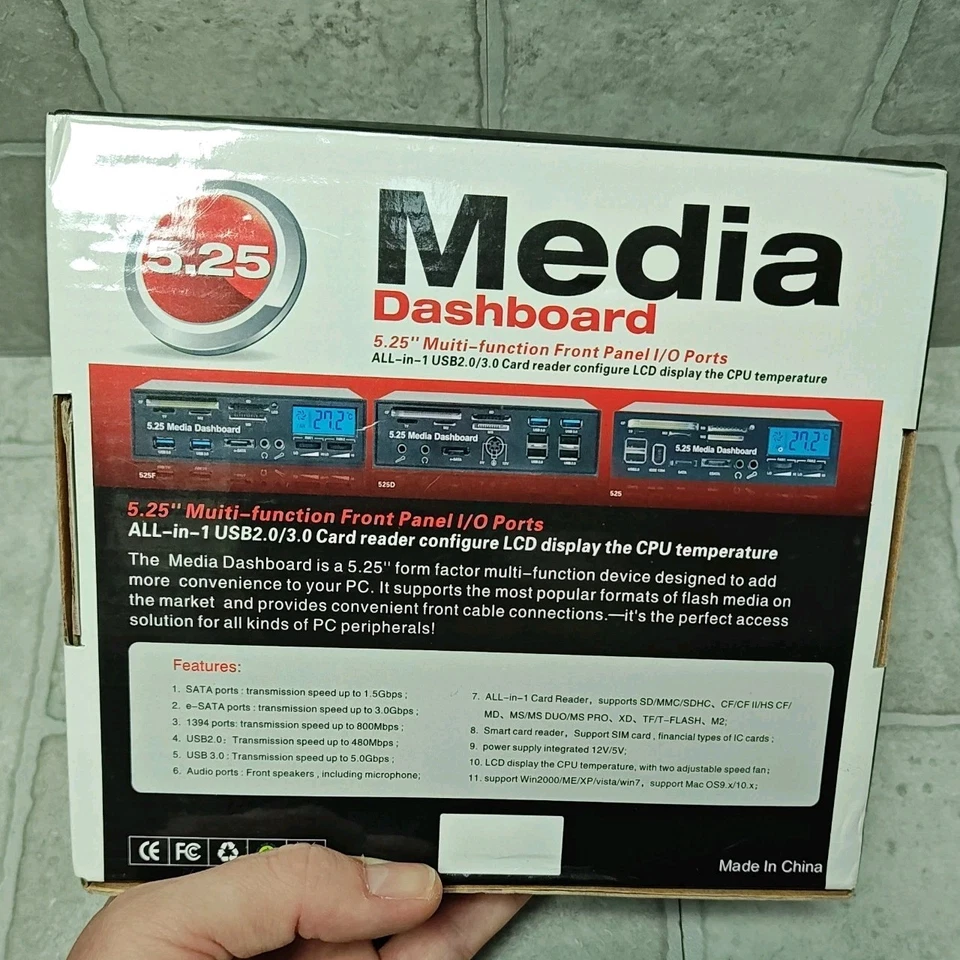 5.25
Media
Dashboard
5.25" Muiti-function Front Panel I/O Ports
ALL-in-1 USB2.0/3.0 Card reader configure LCD display the CPU temperature
5.25 Media Dashboard
27.2
525F
5.25 Media Dashboard
525D
5.25 Media Dashboard
27.2
525
5.25" Muiti-function Front Panel I/O Ports
ALL-in-1 USB2.0/3.0 Card reader configure LCD display the CPU temperature
The Media Dashboard is a 5.25" form factor multi-function device designed to add
more convenience to your PC. It supports the most popular formats of flash media on
the market and provides convenient front cable connections.—it's the perfect access
solution for all kinds of PC peripherals!
Features:
1. SATA ports : transmission speed up to 1.5Gbps ;
2. e-SATA ports : transmission speed up to 3.0Gbps ;
3. 1394 ports: transmission speed up to 800Mbps ;
4. USB2.0: Transmission speed up to 480Mbps ;
5. USB 3.0 : Transmission speed up to 5.0Gbps ;
6. Audio ports : Front speakers , including microphone;
7. ALL-in-1 Card Reader, supports SD/MMC/SDHC, CF/CF II/HS CF/
MD, MS/MS DUO/MS PRO, XD, TF/T-FLASH, M2;
8. Smart card reader, Support SIM card , financial types of IC cards ;
9. power supply integrated 12V/5V;
10. LCD display the CPU temperature, with two adjustable speed fan;
11. support Win2000/ME/XP/vista/win7, support Mac OS9.x/10.x;
CE FC
Made In China